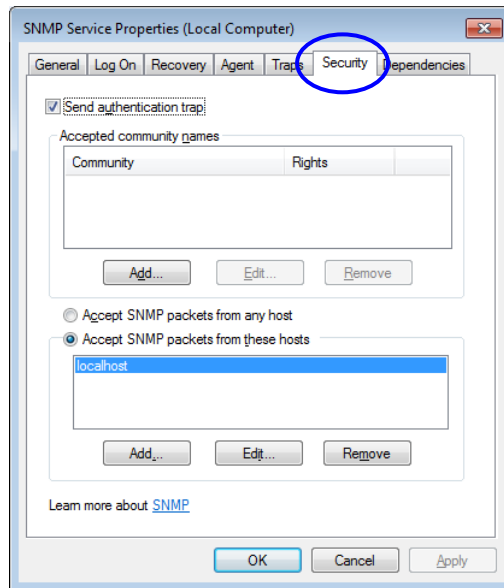 SNMP Service Properties (Local Computer)
General Log On Recovery Agent Traps Security Dependencies
Send authentication trap
Accepted community names
Community Rights
Add... Edit... Remove
Accept SNMP packets from any host
Accept SNMP packets from these hosts
localhost
Add... Edit... Remove
Learn more about SNMP
OK Cancel Apply